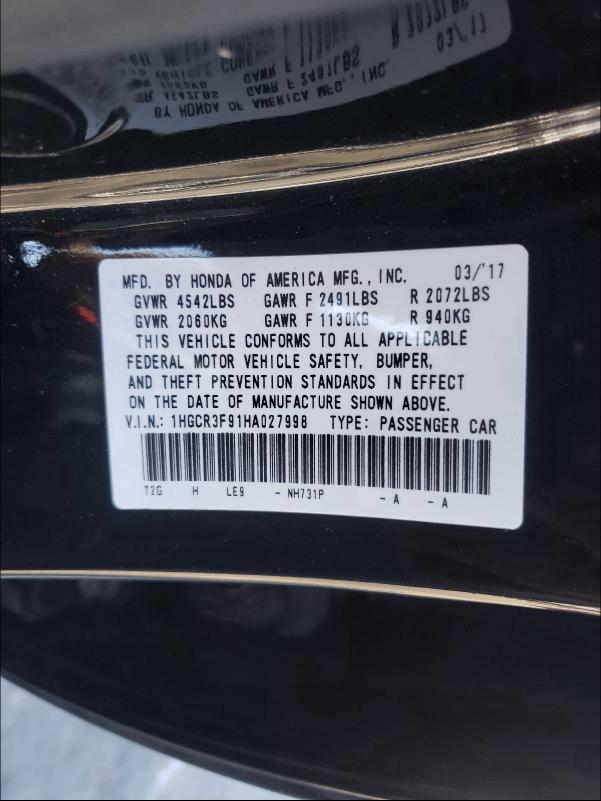 MFD. BY HONDA OF AMERICA MFG., INC. 03/'17
GVWR 4542LBS GAWR F 2491LBS R 2072LBS
GVWR 2060KG GAWR F 1130KG R 940KG
THIS VEHICLE CONFORMS TO ALL APPLICABLE
FEDERAL MOTOR VEHICLE SAFETY, BUMPER,
AND THEFT PREVENTION STANDARDS IN EFFECT
ON THE DATE OF MANUFACTURE SHOWN ABOVE.
V.I.N.: 1HGCR3F91HA027998 TYPE: PASSENGER CAR
T2G H LE9 - NH731P - A - A